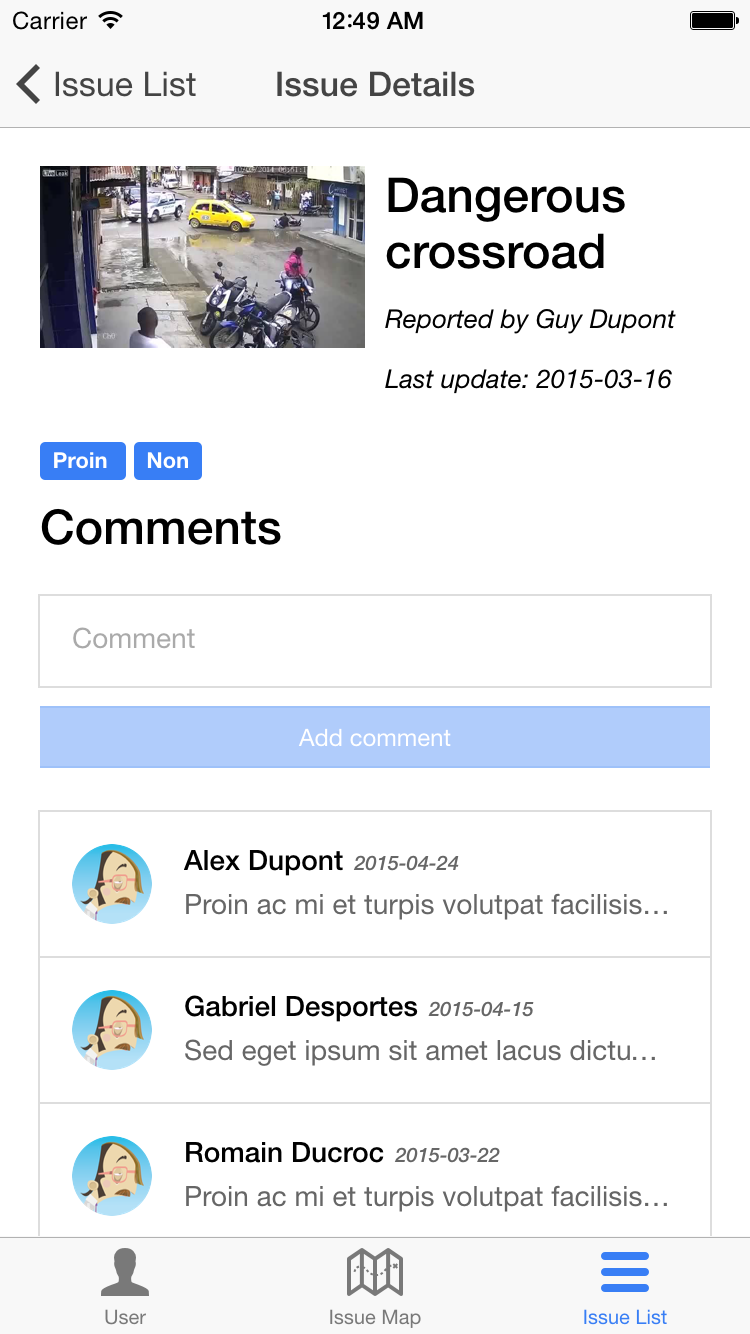 Carrier 12:49 AM
Issue List Issue Details
LiveLeak
Dangerous
crossroad
Reported by Guy Dupont
Last update: 2015-03-16
Proin Non
Comments
Comment
Add comment
Alex Dupont 2015-04-24
Proin ac mi et turpis volutpat facilisis…
Gabriel Desportes 2015-04-15
Sed eget ipsum sit amet lacus dictu…
Romain Ducroc 2015-03-22
Proin ac mi et turpis volutpat facilisis…
User Issue Map Issue List